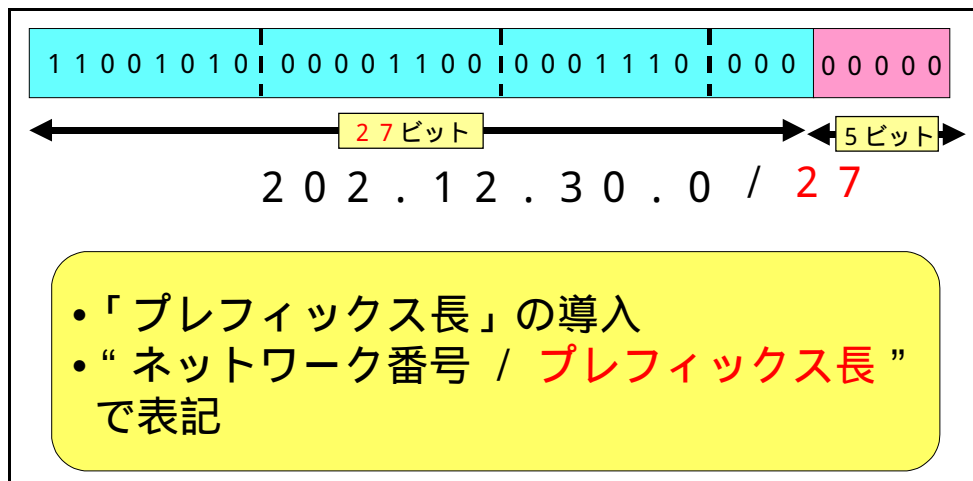 11001010 00001100 0001110 000 00000
27ビット 5ビット
202.12.30.0 / 27
•「プレフィックス長」の導入
•“ネットワーク番号 / プレフィックス長”
で表記